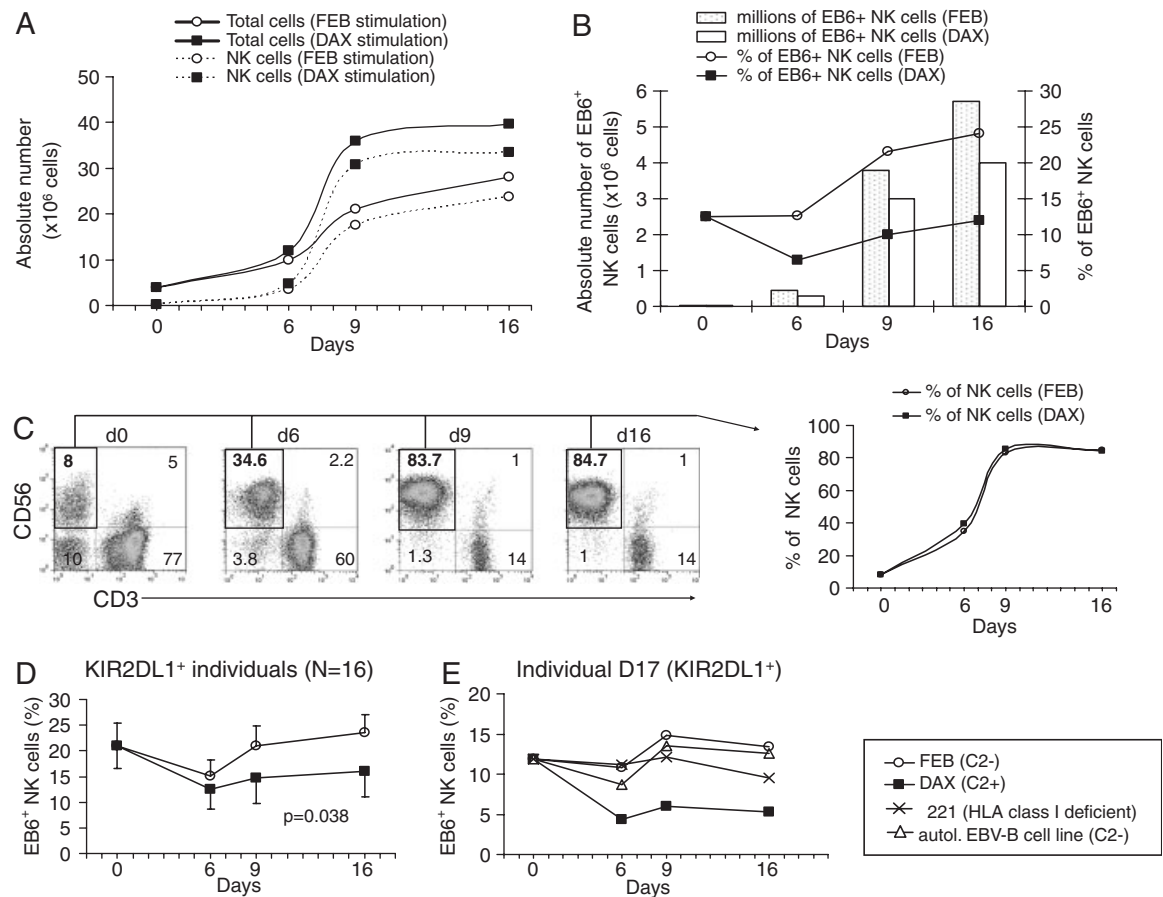 A
Total cells (FEB stimulation)
Total cells (DAX stimulation)
NK cells (FEB stimulation)
NK cells (DAX stimulation)
Absolute number
(x10⁶ cells)
50
40
30
20
10
0
0 6 9 16
Days
B
millions of EB6+ NK cells (FEB)
millions of EB6+ NK cells (DAX)
% of EB6+ NK cells (FEB)
% of EB6+ NK cells (DAX)
Absolute number of EB6⁺
NK cells (x10⁶ cells)
6
5
4
3
2
1
0
30
25
20
15
10
5
0
% of EB6⁺ NK cells
0 6 9 16
Days
C
d0 d6 d9 d16
8 5
10 77
34.6 2.2
3.8 60
83.7 1
1.3 14
84.7 1
1 14
CD56
CD3
% of NK cells (FEB)
% of NK cells (DAX)
% of NK cells
100
80
60
40
20
0
0 6 9 16
Days
D
KIR2DL1⁺ individuals (N=16)
EB6⁺ NK cells (%)
30
25
20
15
10
5
0
p=0.038
0 6 9 16
Days
E
Individual D17 (KIR2DL1⁺)
EB6⁺ NK cells (%)
20
15
10
5
0
0 6 9 16
Days
FEB (C2-)
DAX (C2+)
221 (HLA class I deficient)
autol. EBV-B cell line (C2-)